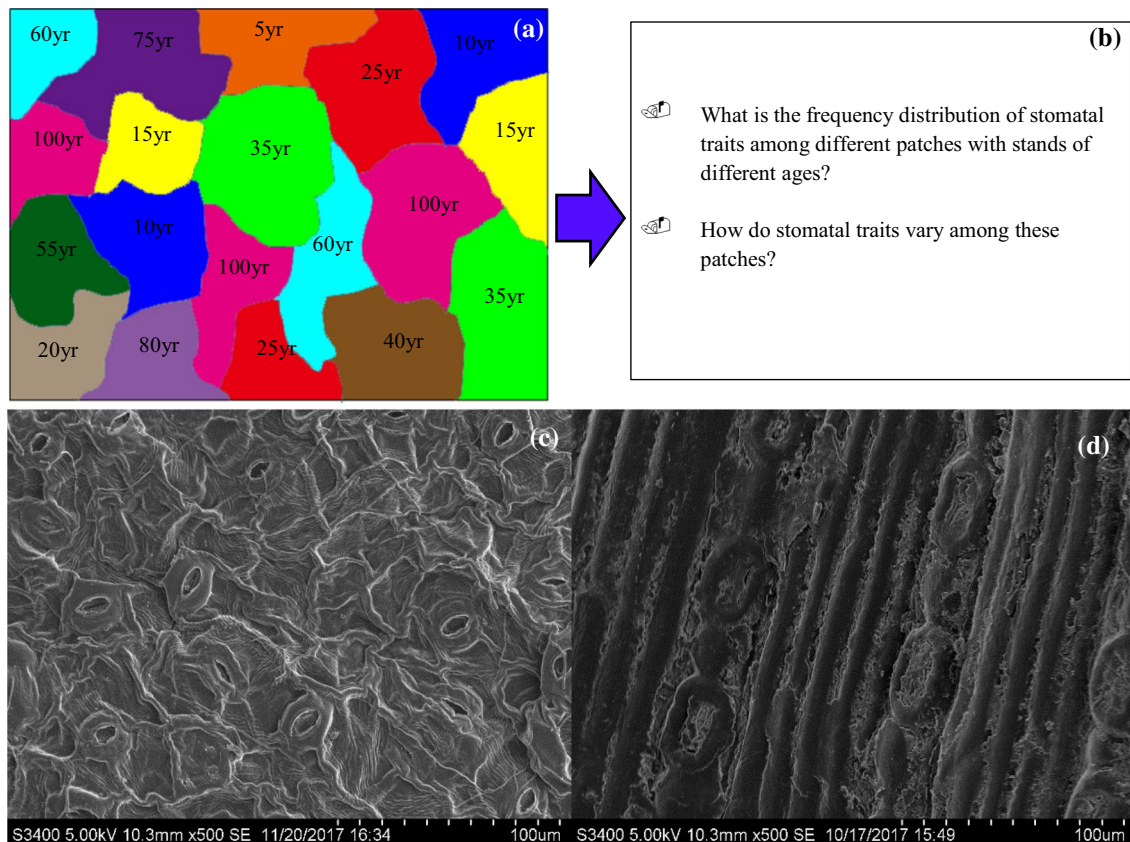 60yr
75yr
5yr
(a)
10yr
25yr
100yr
15yr
35yr
15yr
100yr
10yr
55yr
100yr
60yr
35yr
20yr
80yr
25yr
40yr
(b)
What is the frequency distribution of stomatal
traits among different patches with stands of
different ages?
How do stomatal traits vary among these
patches?
(c)
S3400 5.00kV 10.3mm x500 SE 11/20/2017 16:34 100um
(d)
S3400 5.00kV 10.3mm x500 SE 10/17/2017 15:49 100um